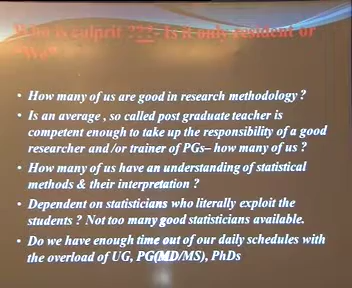 Who is culprit ???- Is it only resident or
"We"
• How many of us are good in research methodology ?
• Is an average , so called post graduate teacher is
competent enough to take up the responsibility of a good
researcher and /or trainer of PGs– how many of us ?
• How many of us have an understanding of statistical
methods & their interpretation ?
• Dependent on statisticians who literally exploit the
students ? Not too many good statisticians available.
• Do we have enough time out of our daily schedules with
the overload of UG, PG(MD/MS), PhDs